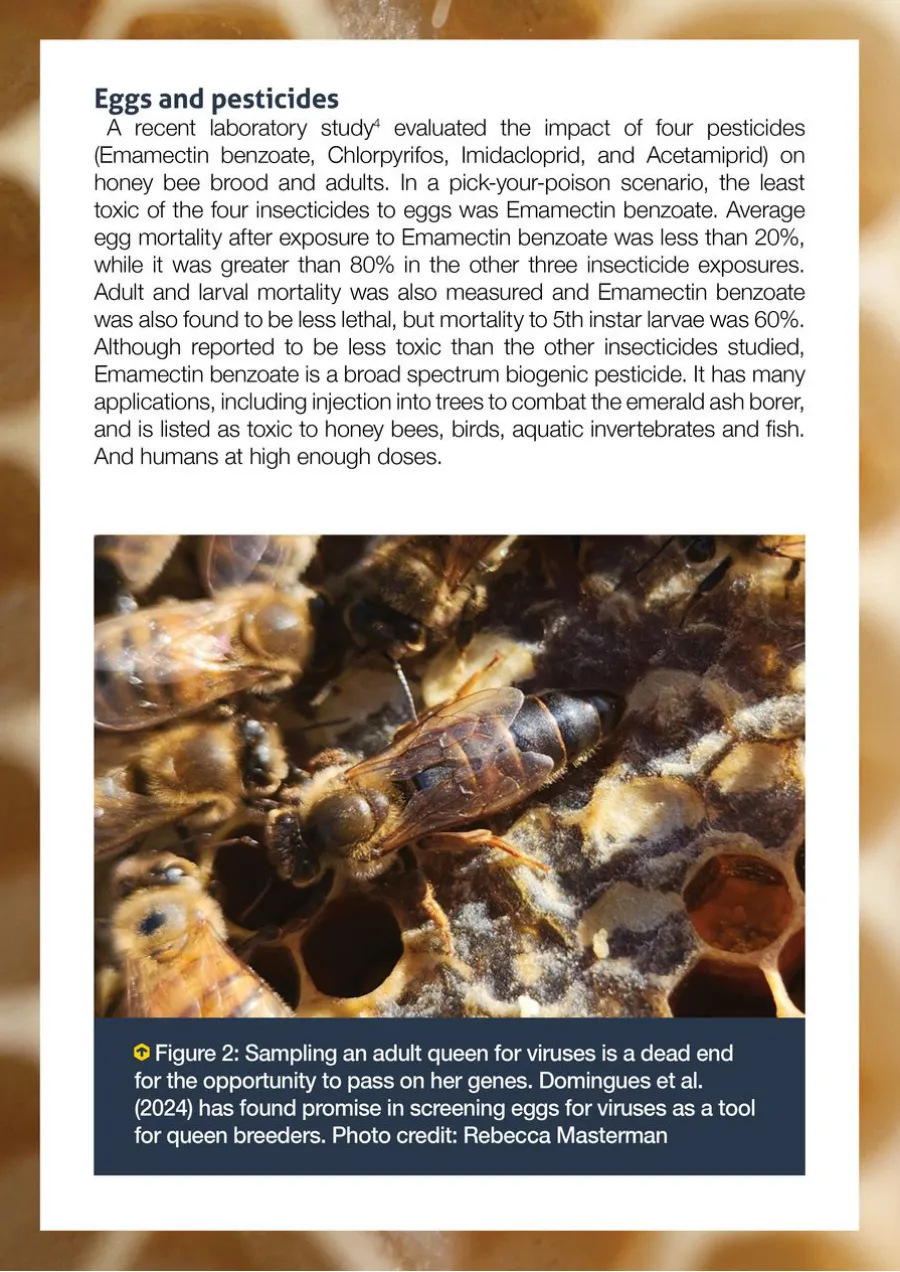 Eggs and pesticides
A recent laboratory study⁴ evaluated the impact of four pesticides
(Emamectin benzoate, Chlorpyrifos, Imidacloprid, and Acetamiprid) on
honey bee brood and adults. In a pick-your-poison scenario, the least
toxic of the four insecticides to eggs was Emamectin benzoate. Average
egg mortality after exposure to Emamectin benzoate was less than 20%,
while it was greater than 80% in the other three insecticide exposures.
Adult and larval mortality was also measured and Emamectin benzoate
was also found to be less lethal, but mortality to 5th instar larvae was 60%.
Although reported to be less toxic than the other insecticides studied,
Emamectin benzoate is a broad spectrum biogenic pesticide. It has many
applications, including injection into trees to combat the emerald ash borer,
and is listed as toxic to honey bees, birds, aquatic invertebrates and fish.
And humans at high enough doses.
Figure 2: Sampling an adult queen for viruses is a dead end
for the opportunity to pass on her genes. Domingues et al.
(2024) has found promise in screening eggs for viruses as a tool
for queen breeders. Photo credit: Rebecca Masterman